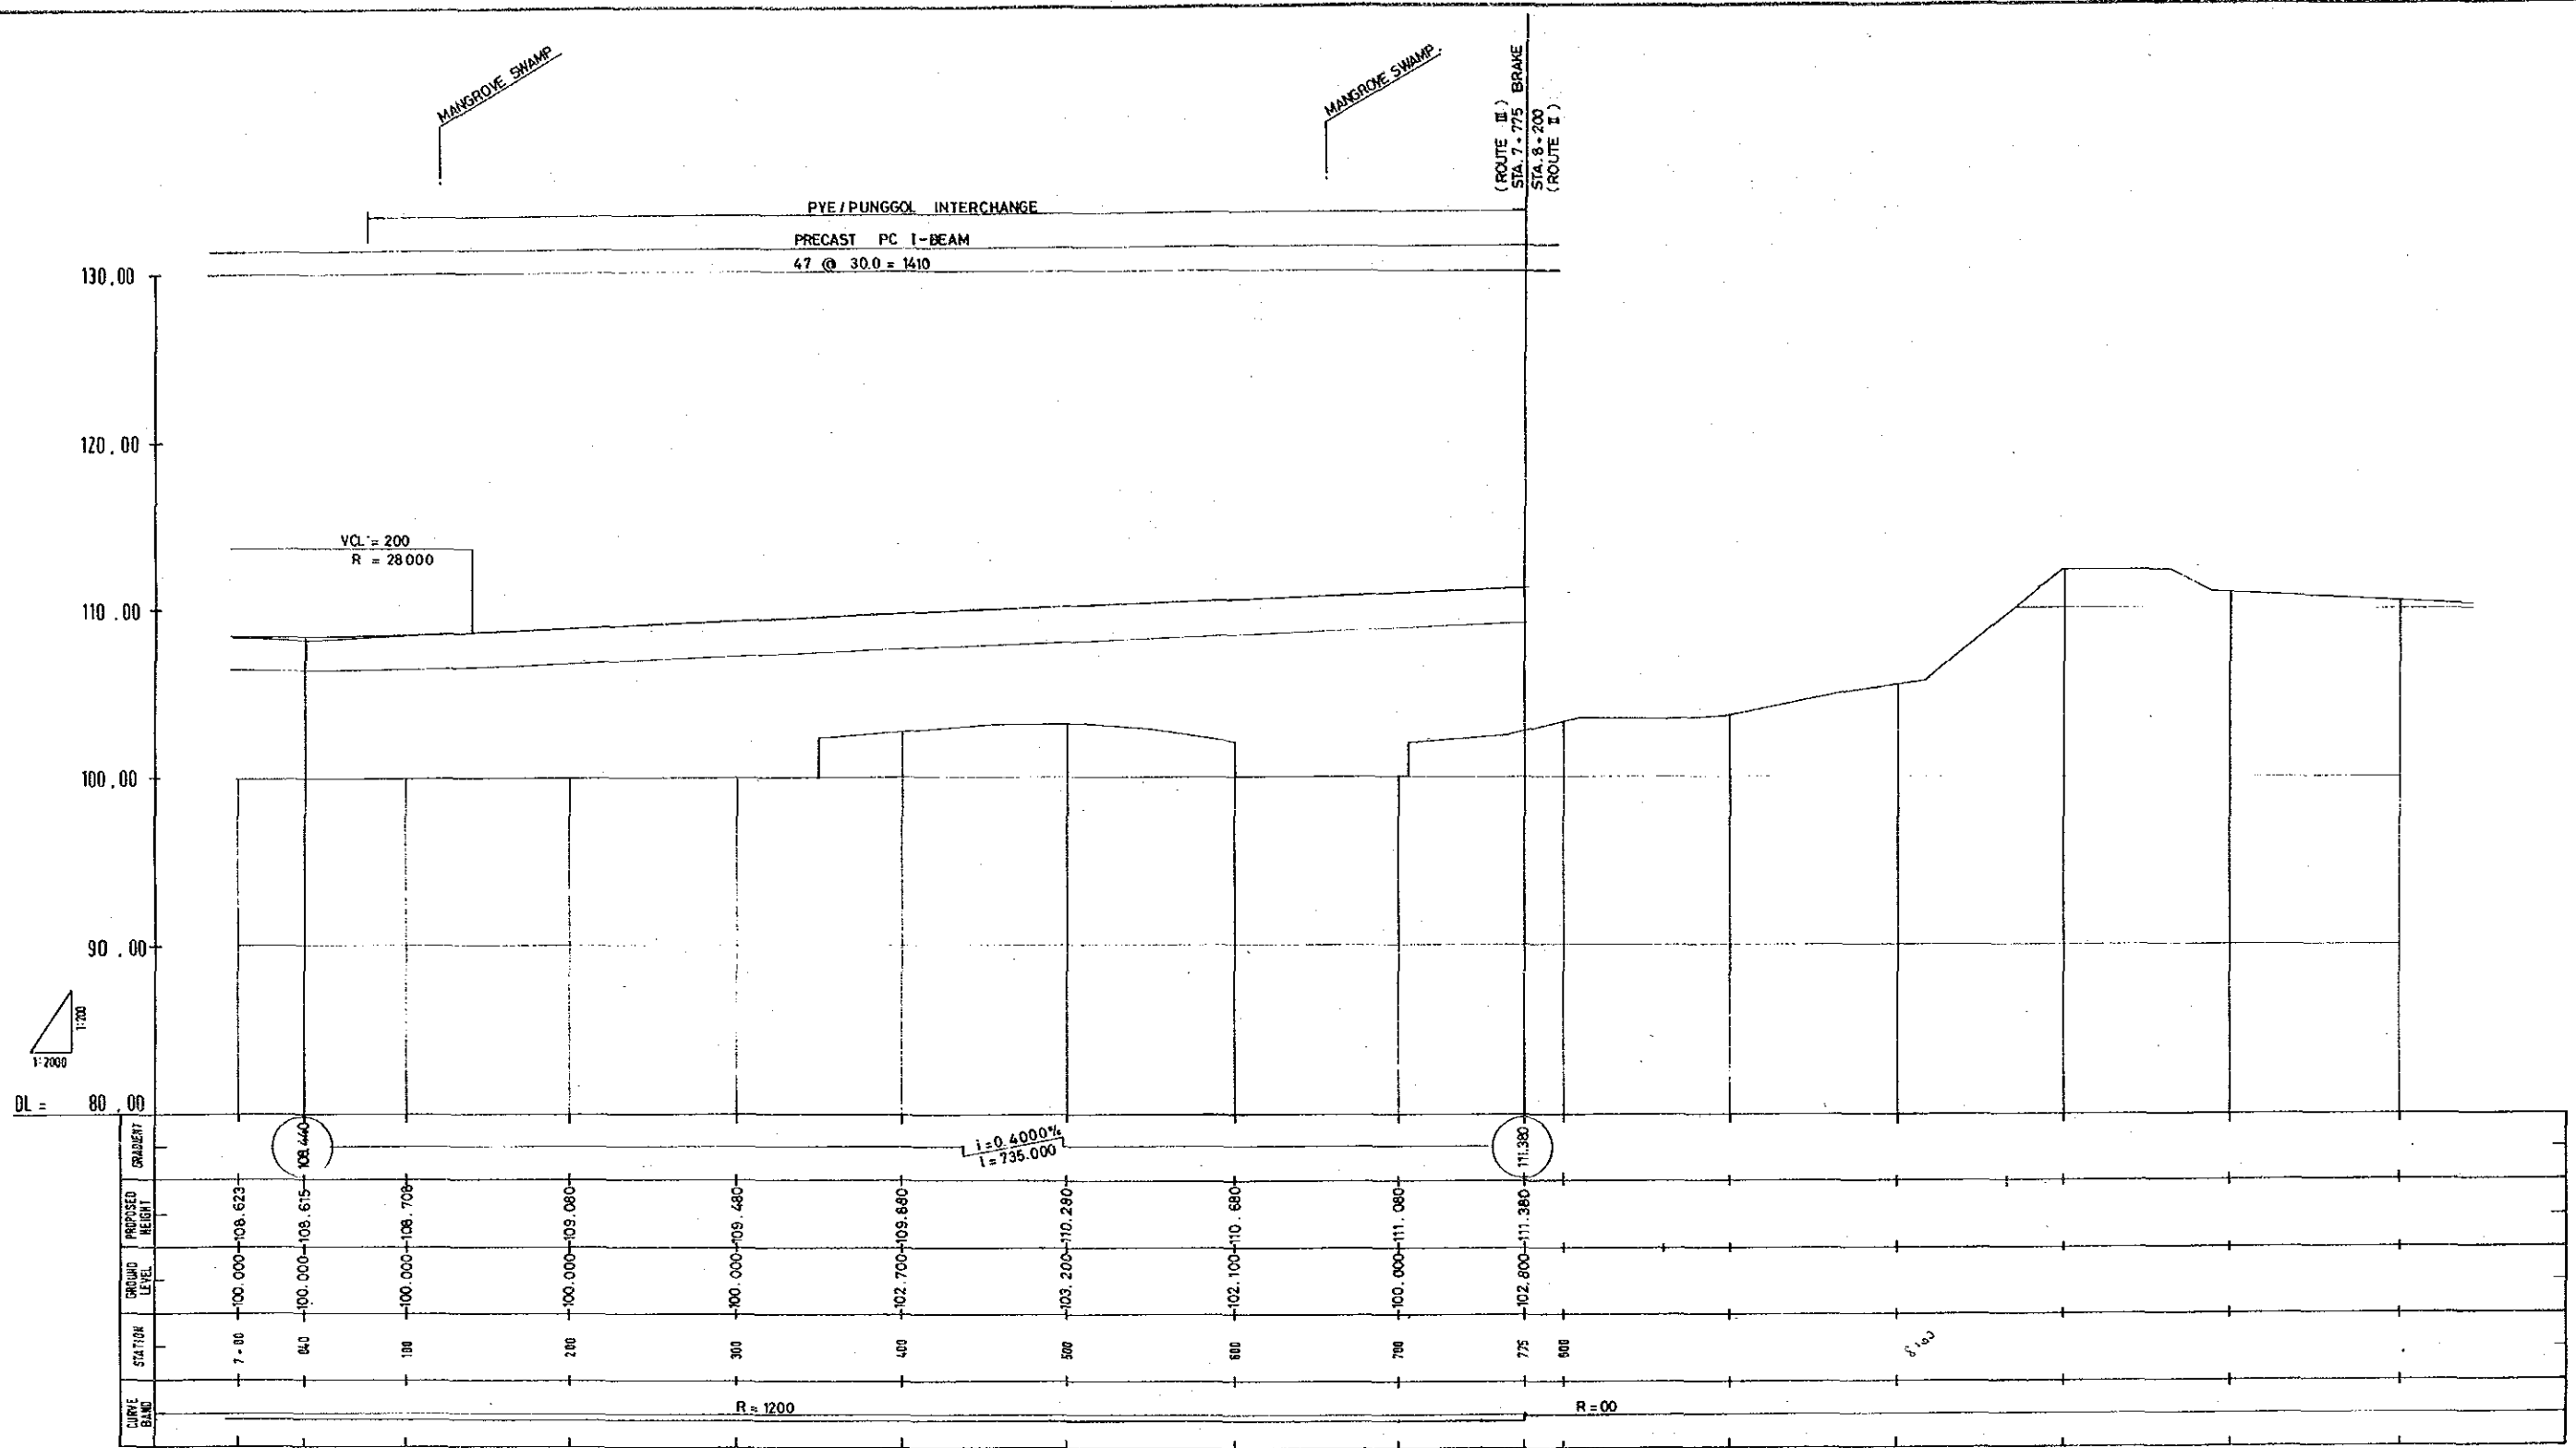 MANGROVE SWAMP
MANGROVE SWAMP
(ROUTE III)
STA. 7+775 BRAKE
STA. 8+200
(ROUTE II)
PYE / PUNGGOL INTERCHANGE
PRECAST PC I-BEAM
47 @ 30.0 = 1410
130.00
120.00
VCL = 200
R = 28000
110.00
100.00
90.00
1:200
1:2000
DL = 80.00
GRADIENT
108.440
i=0.4000%
l=735.000
111.380
PROPOSED HEIGHT
108.623
108.615
108.708
109.080
109.480
109.880
110.280
110.680
111.080
111.380
GROUND LEVEL
100.000
100.000
100.000
100.000
100.000
102.700
103.200
102.100
100.000
102.800
STATION
7+00
040
100
200
300
400
500
600
700
775
800
CURVE BAND
R = 1200
R = 00